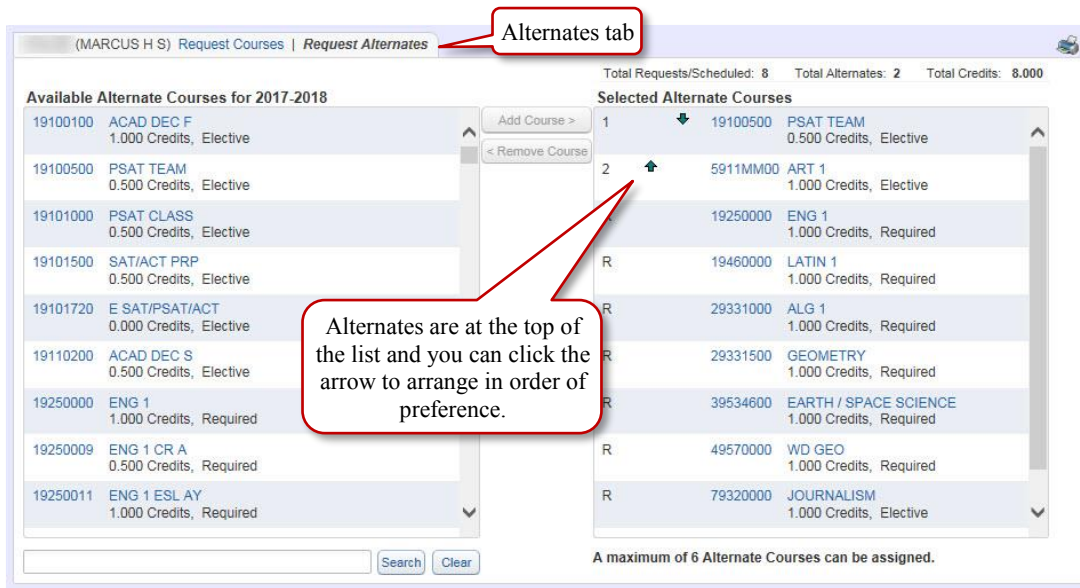 Alternates tab
(MARCUS H S) Request Courses | Request Alternates
Total Requests/Scheduled: 8 Total Alternates: 2 Total Credits: 8.000
Available Alternate Courses for 2017-2018
19100100 ACAD DEC F
1.000 Credits, Elective
19100500 PSAT TEAM
0.500 Credits, Elective
19101000 PSAT CLASS
0.500 Credits, Elective
19101500 SAT/ACT PRP
0.500 Credits, Elective
19101720 E SAT/PSAT/ACT
0.000 Credits, Elective
19110200 ACAD DEC S
0.500 Credits, Elective
19250000 ENG 1
1.000 Credits, Required
19250009 ENG 1 CR A
0.500 Credits, Required
19250011 ENG 1 ESL AY
1.000 Credits, Required
Search Clear
Add Course >
< Remove Course
Selected Alternate Courses
1 19100500 PSAT TEAM
0.500 Credits, Elective
2 5911MM00 ART 1
1.000 Credits, Elective
19250000 ENG 1
1.000 Credits, Required
R 19460000 LATIN 1
1.000 Credits, Required
R 29331000 ALG 1
1.000 Credits, Required
R 29331500 GEOMETRY
1.000 Credits, Required
R 39534600 EARTH / SPACE SCIENCE
1.000 Credits, Required
R 49570000 WD GEO
1.000 Credits, Required
R 79320000 JOURNALISM
1.000 Credits, Elective
A maximum of 6 Alternate Courses can be assigned.
Alternates are at the top of
the list and you can click the
arrow to arrange in order of
preference.